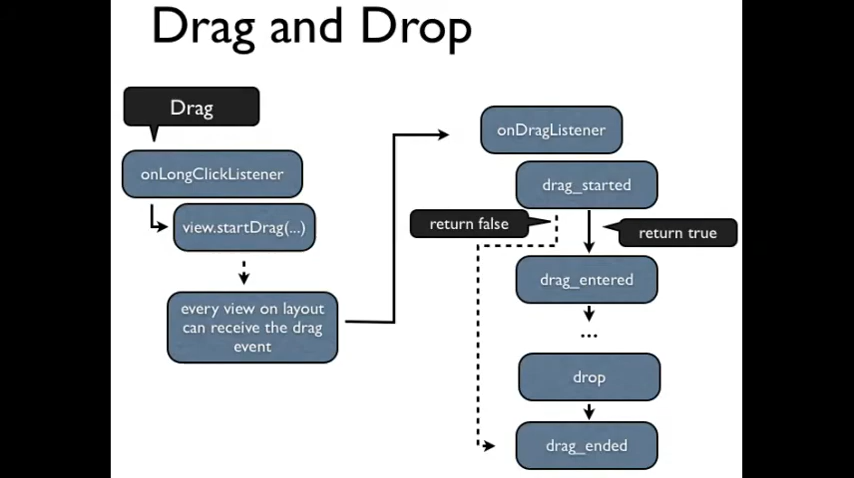 Drag and Drop
Drag
onLongClickListener
view.startDrag(...)
every view on layout
can receive the drag
event
onDragListener
drag_started
return false
return true
drag_entered
...
drop
drag_ended